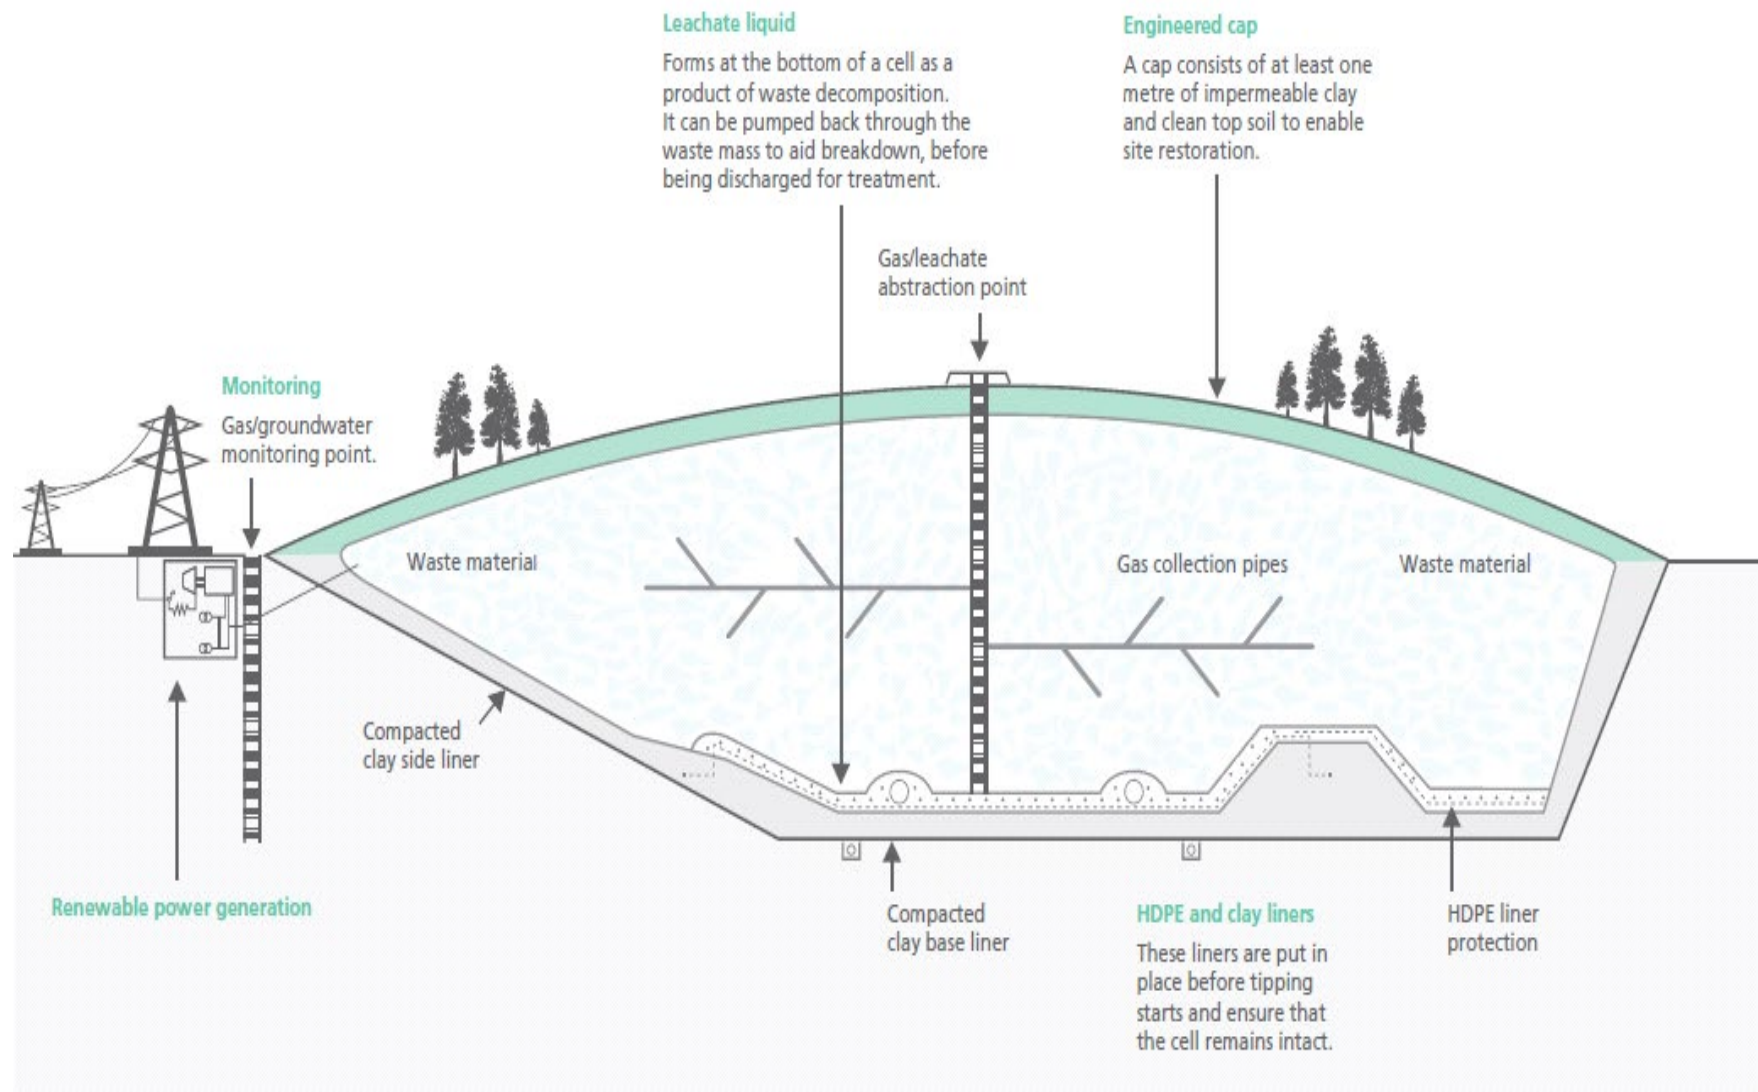 Leachate liquid
Forms at the bottom of a cell as a
product of waste decomposition.
It can be pumped back through the
waste mass to aid breakdown, before
being discharged for treatment.
Engineered cap
A cap consists of at least one
metre of impermeable clay
and clean top soil to enable
site restoration.
Gas/leachate
abstraction point
Monitoring
Gas/groundwater
monitoring point.
Waste material
Gas collection pipes
Waste material
Compacted
clay side liner
Renewable power generation
Compacted
clay base liner
HDPE and clay liners
These liners are put in
place before tipping
starts and ensure that
the cell remains intact.
HDPE liner
protection